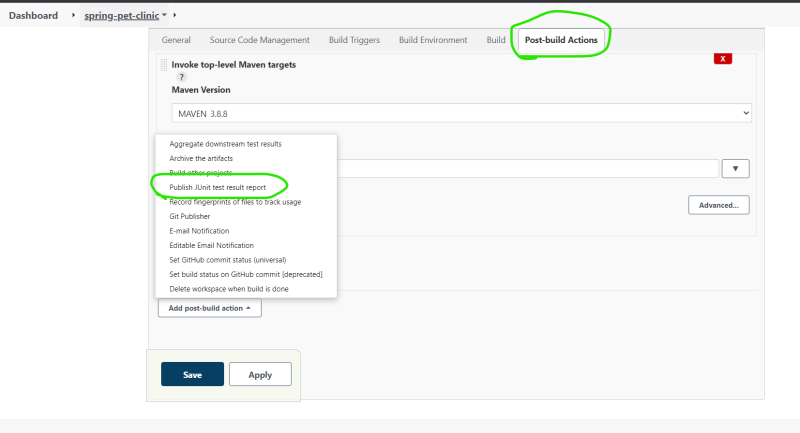 Dashboard spring-pet-clinic
General Source Code Management Build Triggers Build Environment Build Post-build Actions
Invoke top-level Maven targets
X
?
Maven Version
MAVEN 3.8.8
Aggregate downstream test results
Archive the artifacts
Build other projects
Publish JUnit test result report
Record fingerprints of files to track usage
Git Publisher
E-mail Notification
Editable Email Notification
Set GitHub commit status (universal)
Set build status on GitHub commit [deprecated]
Delete workspace when build is done
Advanced...
Add post-build action
Save Apply